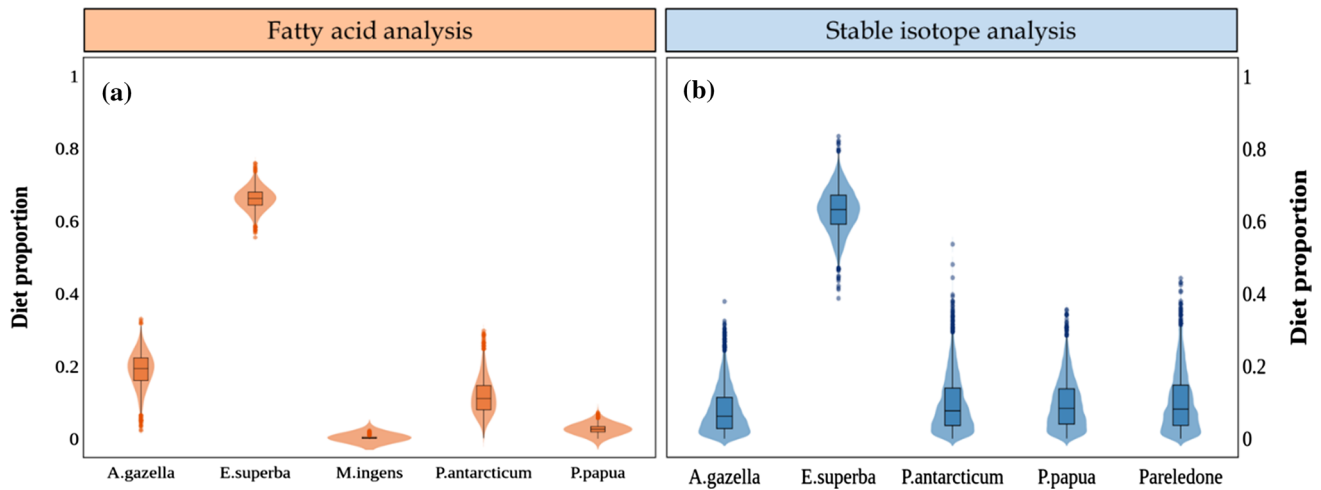 Fatty acid analysis
Stable isotope analysis
(a)
(b)
Diet proportion
1
0.8
0.6
0.4
0.2
0
A.gazella E.superba M.ingens P.antarcticum P.papua
A.gazella E.superba P.antarcticum P.papua Pareledone
1
0.8
0.6
0.4
0.2
0
Diet proportion